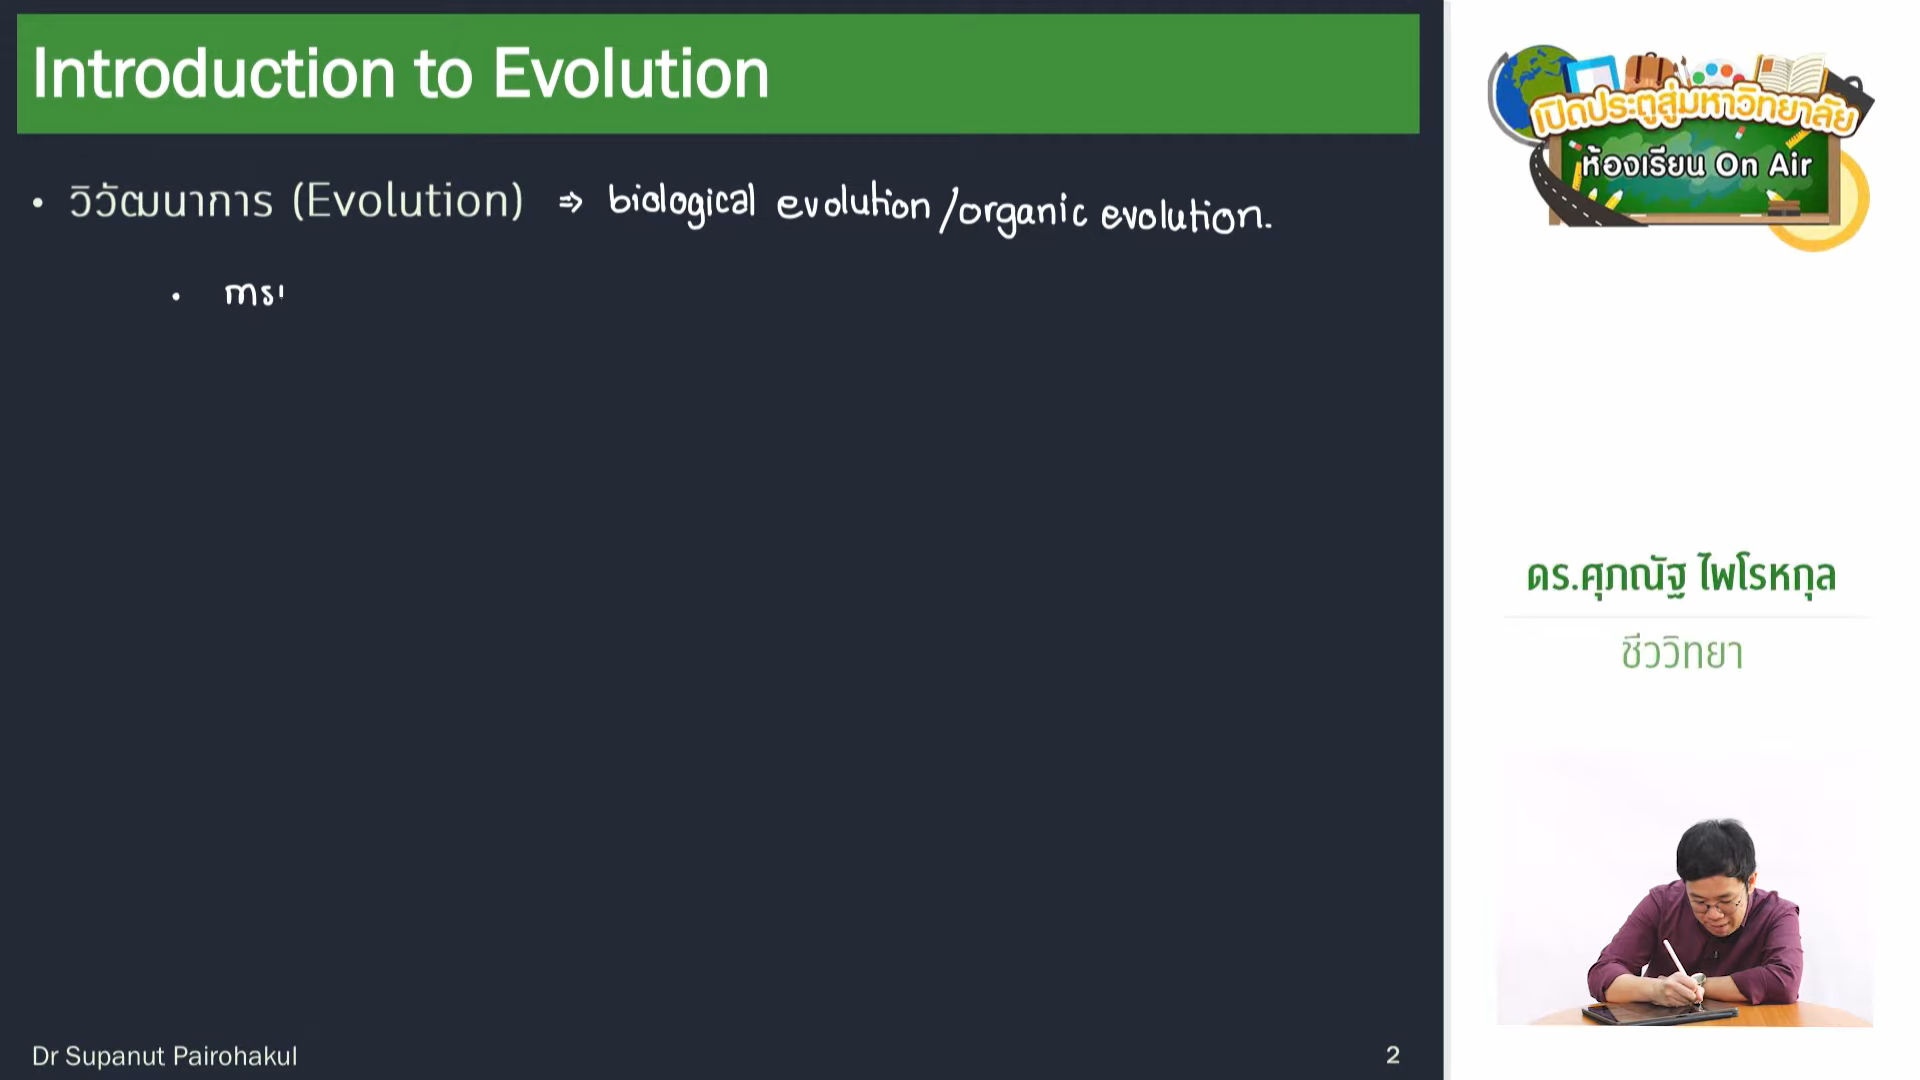 Introduction to Evolution
• วิวัฒนาการ (Evolution) ⇒ biological evolution/organic evolution.
• การ
Dr Supanut Pairohakul
2
เปิดประตูสู่มหาวิทยาลัย
ห้องเรียน On Air
ดร.ศุภณัฐ ไพโรหกุล
ชีววิทยา